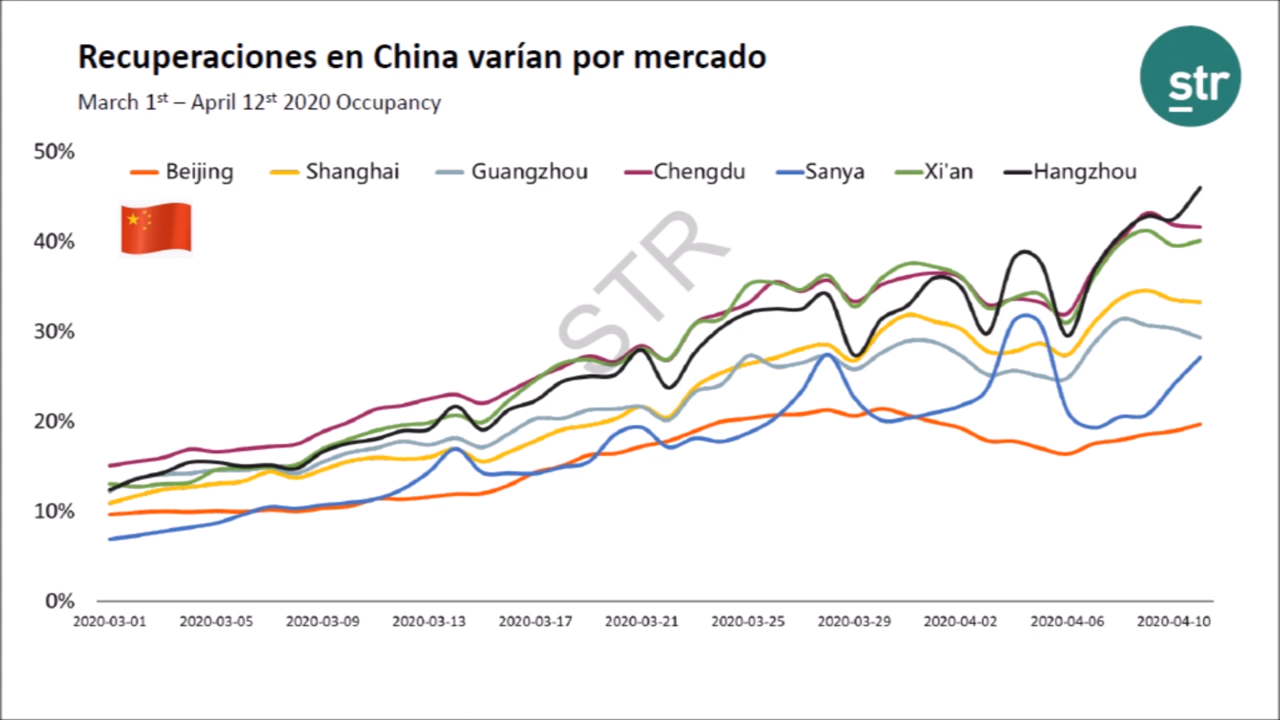 Recuperaciones en China varían por mercado
March 1st – April 12st 2020 Occupancy
str
50%
Beijing Shanghai Guangzhou Chengdu Sanya Xi'an Hangzhou
STR
40%
30%
20%
10%
0%
2020-03-01 2020-03-05 2020-03-09 2020-03-13 2020-03-17 2020-03-21 2020-03-25 2020-03-29 2020-04-02 2020-04-06 2020-04-10